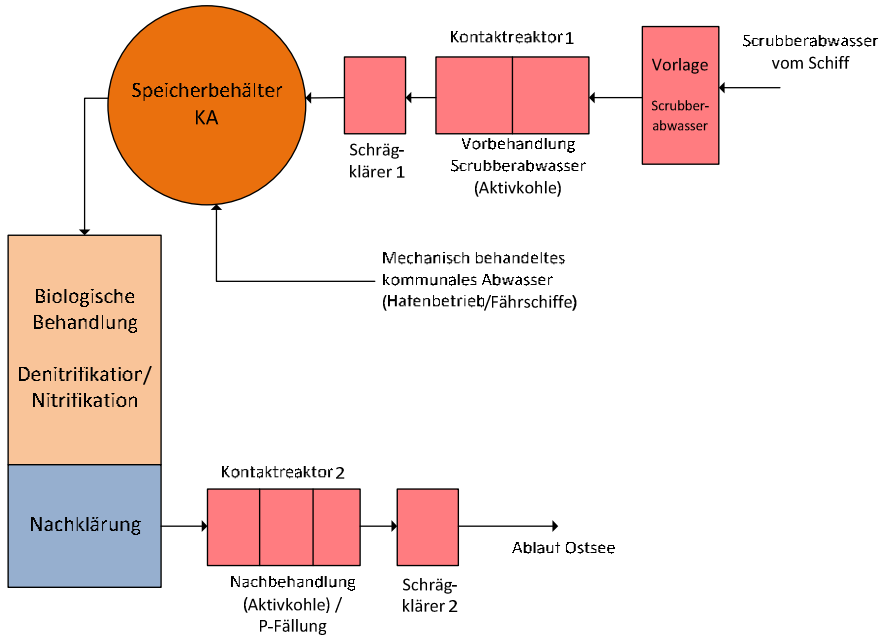 Scrubberabwasser
vom Schiff
Vorlage
Scrubber-
abwasser
Kontaktreaktor 1
Vorbehandlung
Scrubberabwasser
(Aktivkohle)
Schräg-
klärer 1
Speicherbehälter
KA
Mechanisch behandeltes
kommunales Abwasser
(Hafenbetrieb/Fährschiffe)
Biologische
Behandlung
Denitrifikation/
Nitrifikation
Nachklärung
Kontaktreaktor 2
Nachbehandlung
(Aktivkohle) /
P-Fällung
Schräg-
klärer 2
Ablauf Ostsee